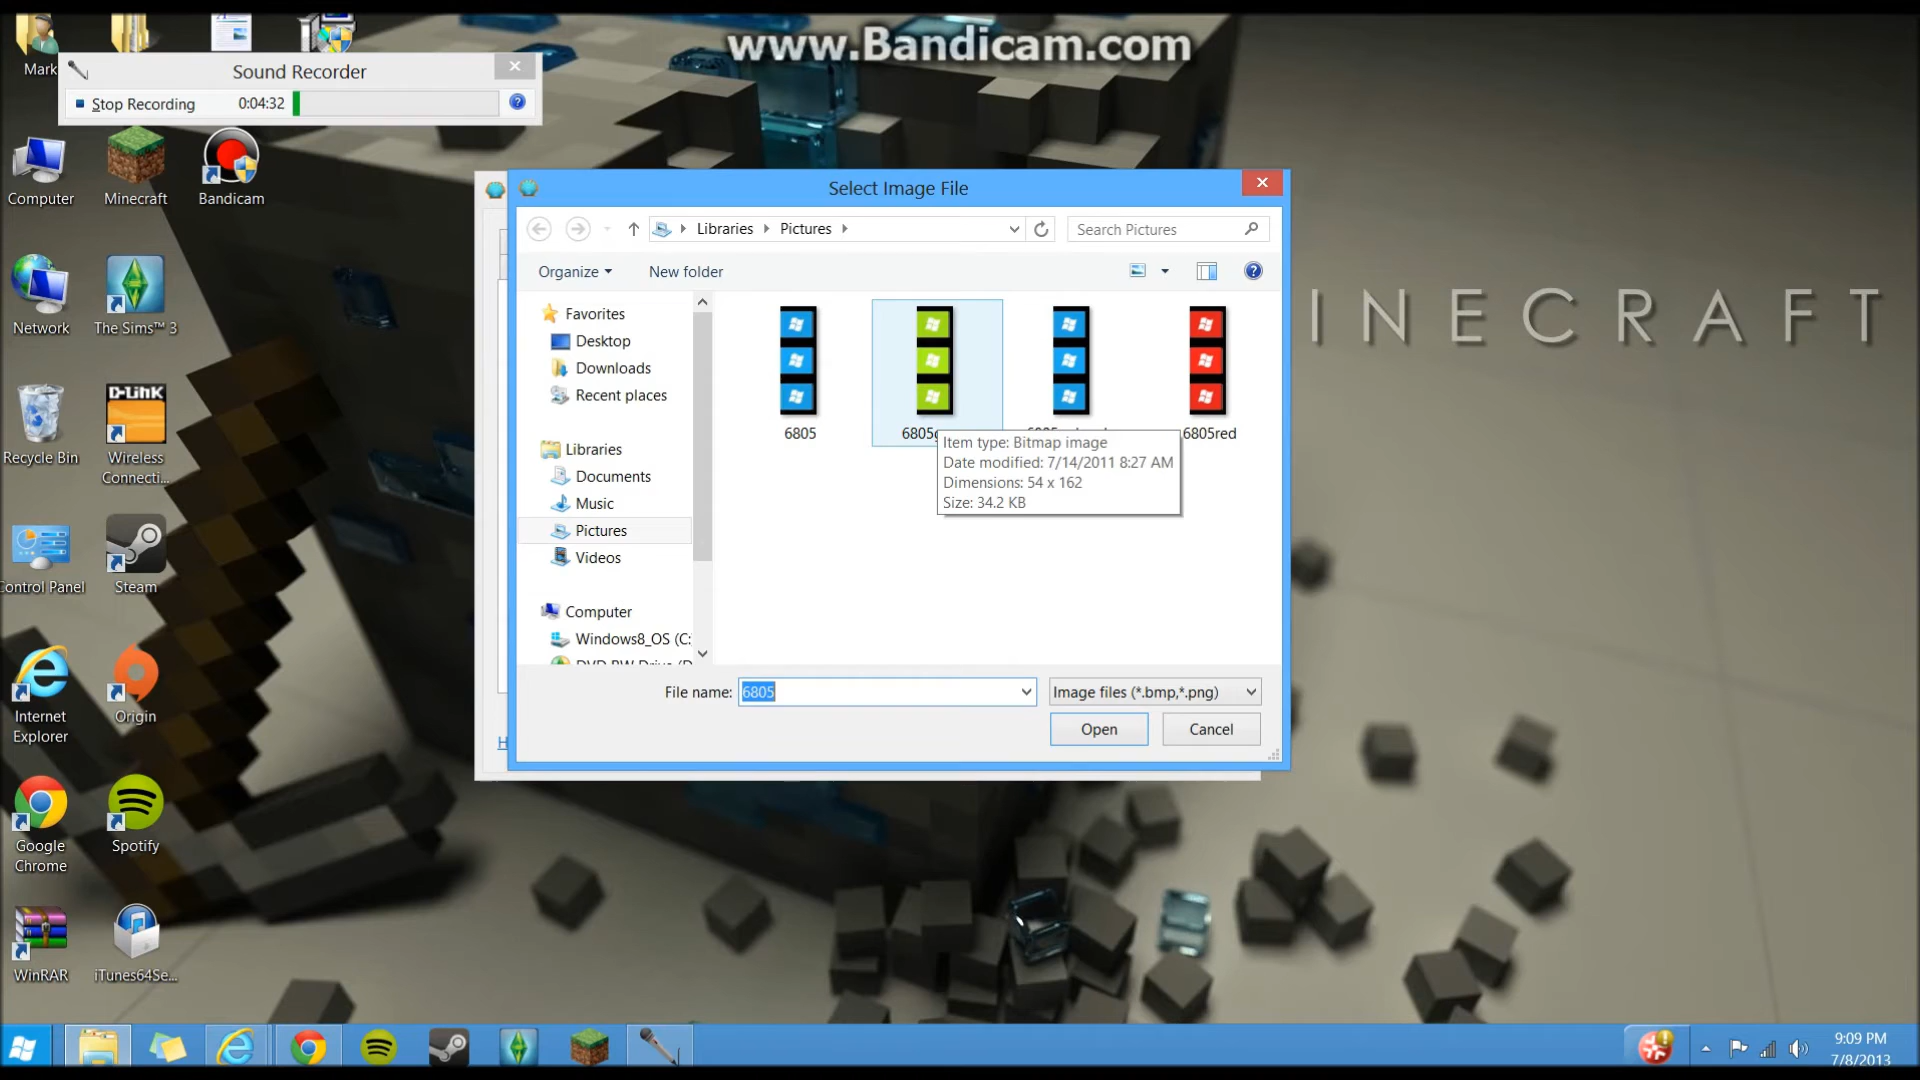 www.Bandicam.com
Mark
Sound Recorder
Stop Recording 0:04:32
Computer
Minecraft
Bandicam
Network
The Sims™ 3
Recycle Bin
D-Link
Wireless
Connecti...
Control Panel
Steam
Internet
Explorer
Origin
Google
Chrome
Spotify
WinRAR
iTunes64Se...
Select Image File
Libraries
Pictures
Search Pictures
Organize
New folder
Favorites
Desktop
Downloads
Recent places
Libraries
Documents
Music
Pictures
Videos
Computer
Windows8_OS (C:
6805
6805g
6805red
Item type: Bitmap image
Date modified: 7/14/2011 8:27 AM
Dimensions: 54 x 162
Size: 34.2 KB
File name: 6805
Image files (*.bmp,*.png)
Open
Cancel
H
INECRAFT
9:09 PM
7/8/2013